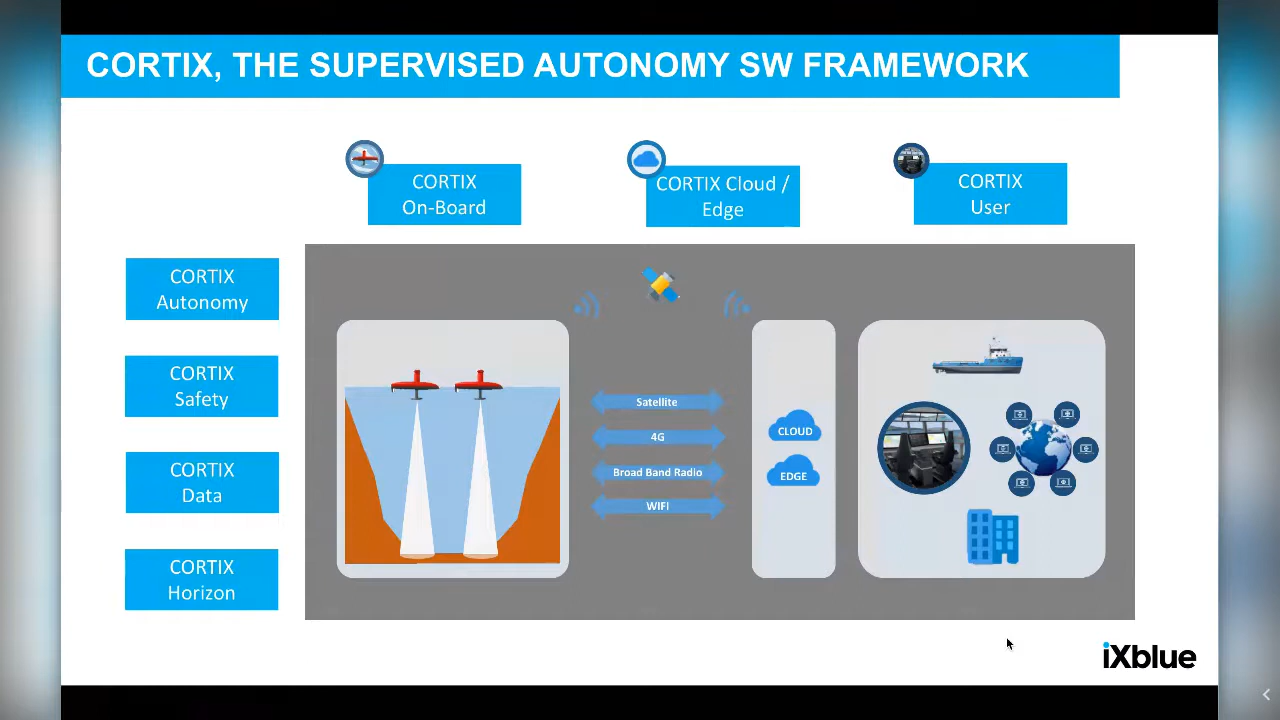 CORTIX, THE SUPERVISED AUTONOMY SW FRAMEWORK
CORTIX
On-Board
CORTIX Cloud /
Edge
CORTIX
User
CORTIX
Autonomy
CORTIX
Safety
CORTIX
Data
CORTIX
Horizon
Satellite
4G
Broad Band Radio
WIFI
CLOUD
EDGE
iXblue